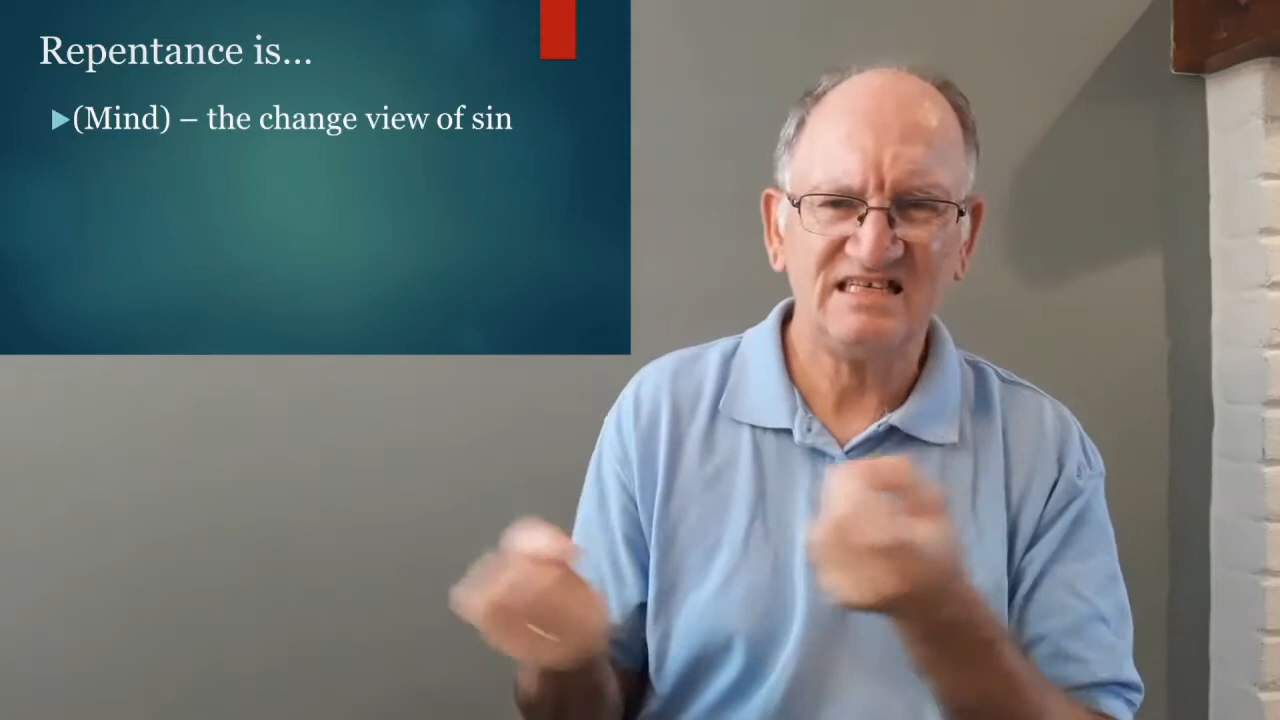 Repentance is...
(Mind) – the change view of sin